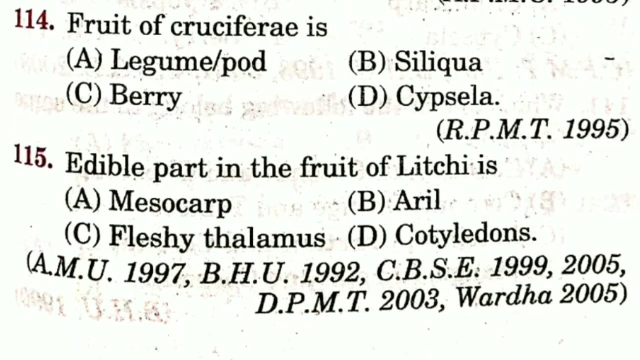 114. Fruit of cruciferae is
(A) Legume/pod (B) Siliqua
(C) Berry (D) Cypsela.
(R.P.M.T. 1995)
115. Edible part in the fruit of Litchi is
(A) Mesocarp (B) Aril
(C) Fleshy thalamus (D) Cotyledons.
(A.M.U. 1997, B.H.U. 1992, C.B.S.E. 1999, 2005,
D.P.M.T. 2003, Wardha 2005)